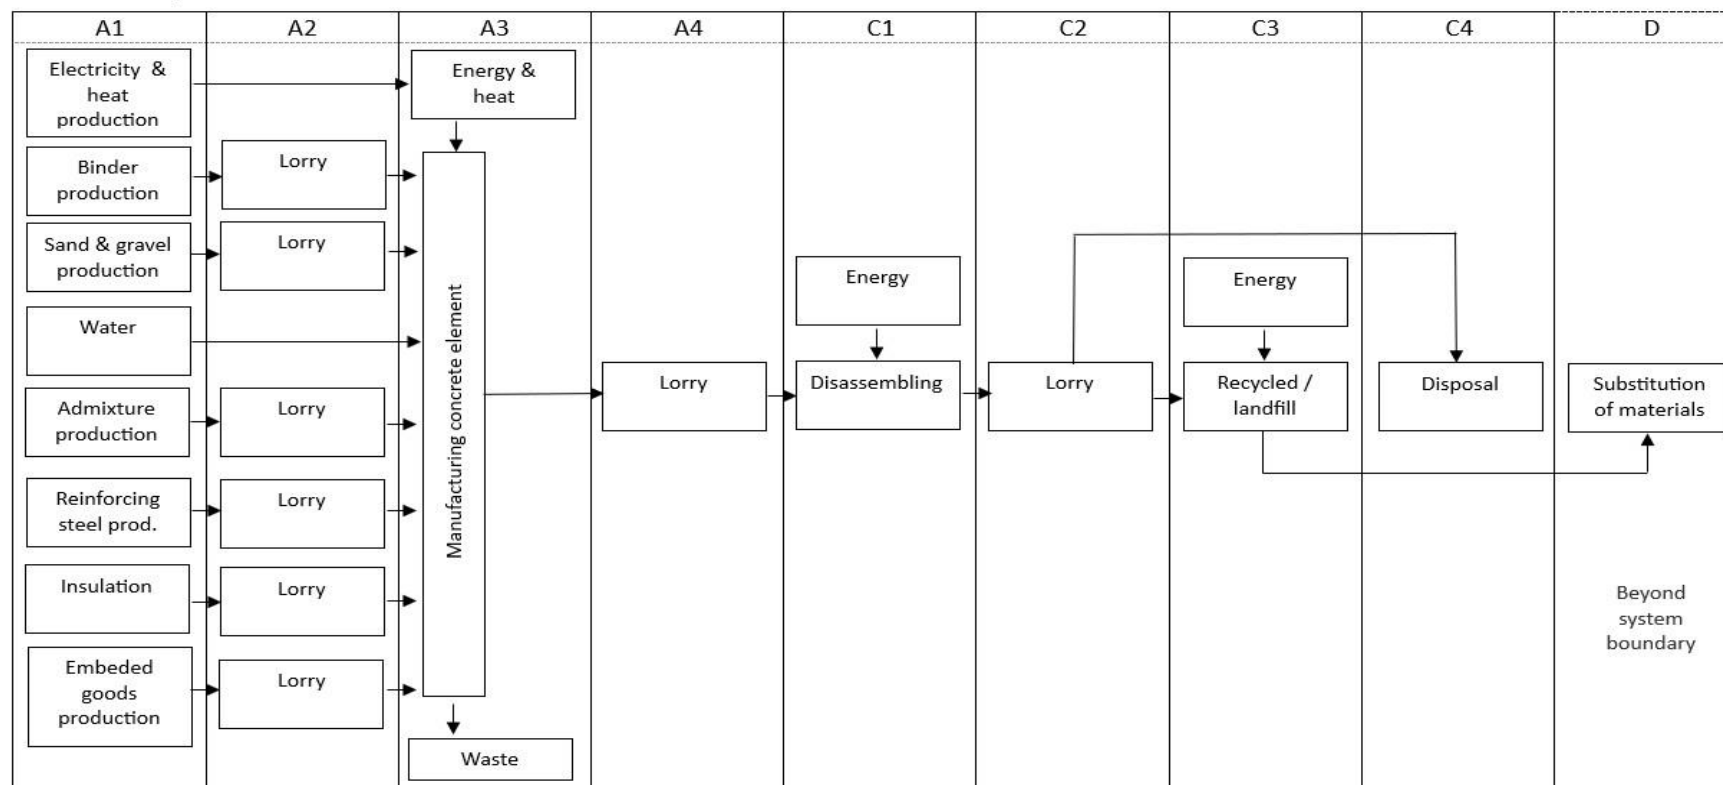 A1
A2
A3
A4
C1
C2
C3
C4
D
Electricity &
heat
production
Energy &
heat
Binder
production
Lorry
Sand & gravel
production
Lorry
Water
Admixture
production
Lorry
Reinforcing
steel prod.
Lorry
Insulation
Lorry
Embeded
goods
production
Lorry
Manufacturing concrete element
Waste
Lorry
Energy
Disassembling
Lorry
Energy
Recycled /
landfill
Disposal
Substitution
of materials
Beyond
system
boundary